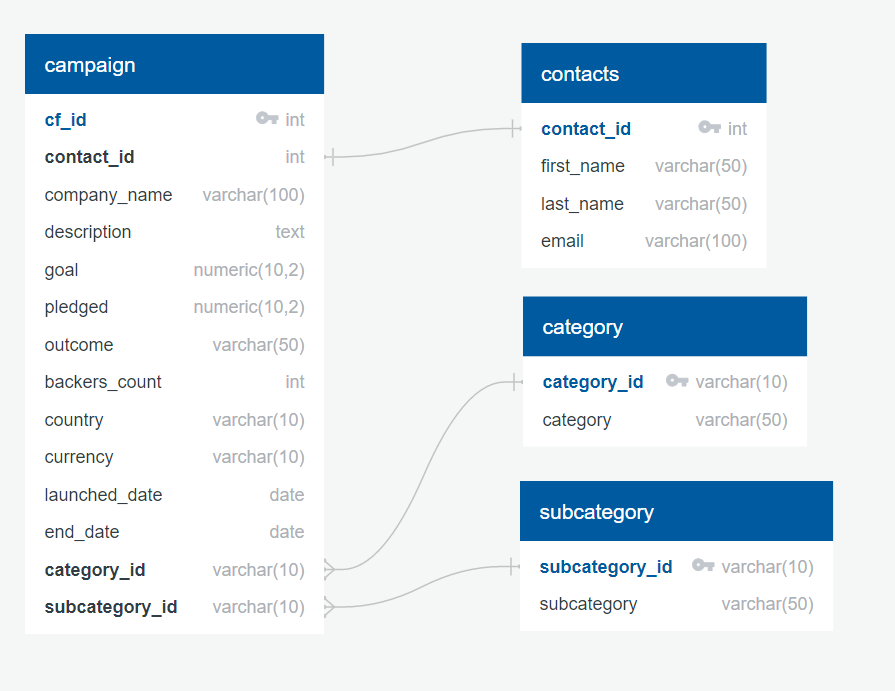 campaign
cf_id int
contact_id int
company_name varchar(100)
description text
goal numeric(10,2)
pledged numeric(10,2)
outcome varchar(50)
backers_count int
country varchar(10)
currency varchar(10)
launched_date date
end_date date
category_id varchar(10)
subcategory_id varchar(10)
contacts
contact_id int
first_name varchar(50)
last_name varchar(50)
email varchar(100)
category
category_id varchar(10)
category varchar(50)
subcategory
subcategory_id varchar(10)
subcategory varchar(50)